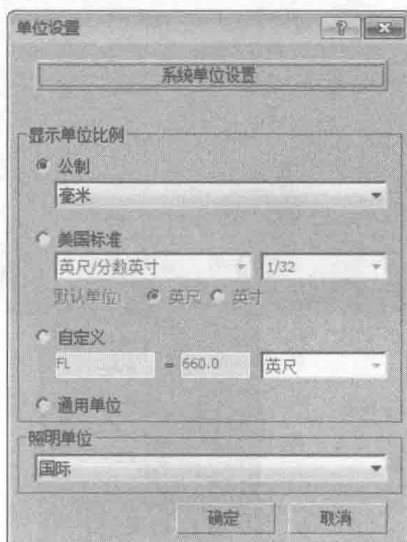 单位设置
系统单位设置
显示单位比例
公制
毫米
美国标准
英尺/分数英寸 1/32
默认单位: 英尺 英寸
自定义
FL = 660.0 英尺
通用单位
照明单位
国际
确定 取消